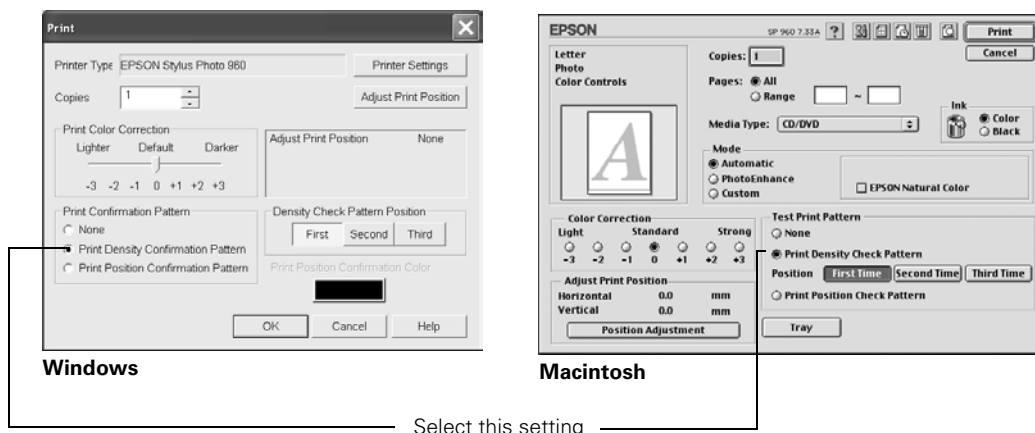 Print
Printer Type EPSON Stylus Photo 960 Printer Settings
Copies 1 Adjust Print Position
Print Color Correction
Lighter Default Darker
-3 -2 -1 0 +1 +2 +3
Adjust Print Position None
Print Confirmation Pattern
None
Print Density Confirmation Pattern
Print Position Confirmation Pattern
Density Check Pattern Position
First Second Third
Print Position Confirmation Color
OK Cancel Help
Windows
EPSON SP 960 7.33A ? Print
Cancel
Letter
Photo
Color Controls
A
Copies: 1
Pages: All
Range ~
Media Type: CD/DVD
Ink
Color
Black
Mode
Automatic
PhotoEnhance
Custom
EPSON Natural Color
Color Correction
Light Standard Strong
-3 -2 -1 0 +1 +2 +3
Adjust Print Position
Horizontal 0.0 mm
Vertical 0.0 mm
Position Adjustment
Test Print Pattern
None
Print Density Check Pattern
Position First Time Second Time Third Time
Print Position Check Pattern
Tray
Macintosh
Select this setting